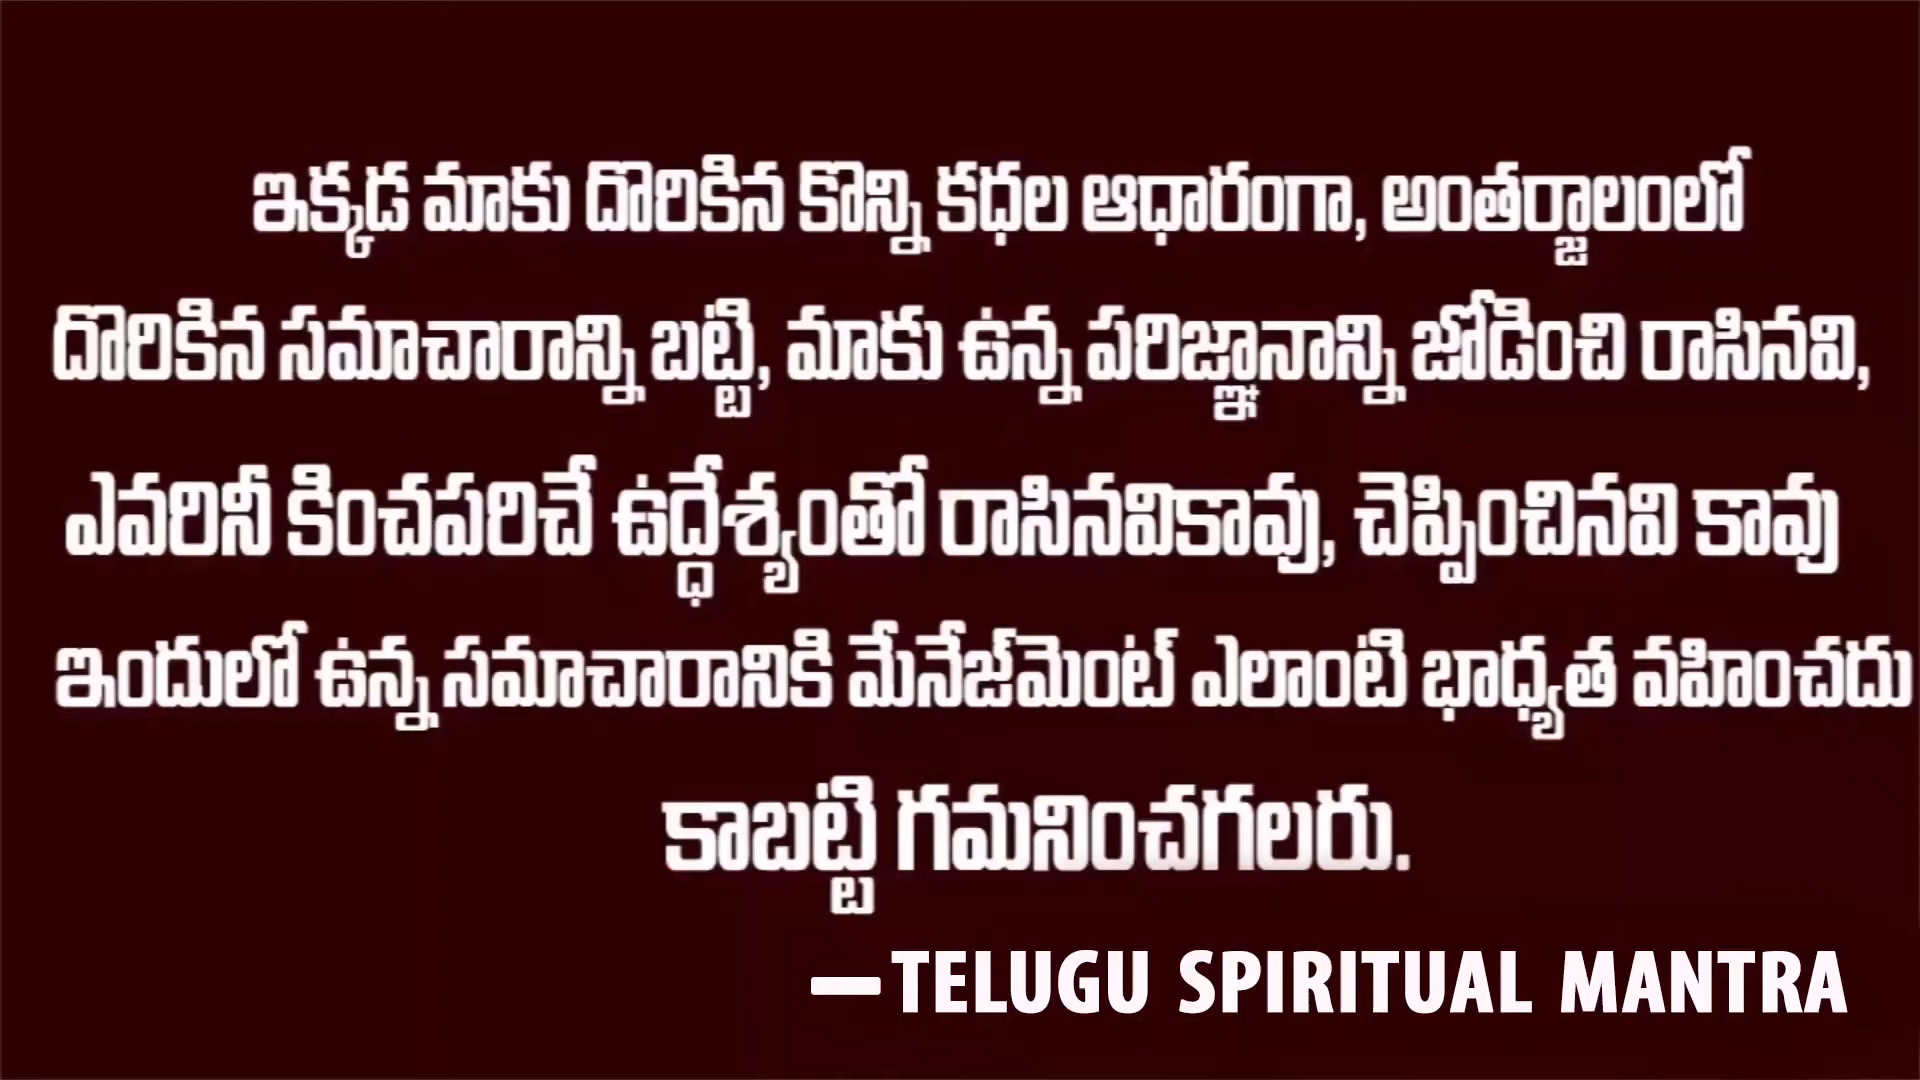 ఇక్కడ మాకు దొరికిన కొన్ని కధల ఆధారంగా, అంతర్జాలంలో
దొరికిన సమాచారాన్ని బట్టి, మాకు ఉన్న పరిజ్ఞానాన్ని జోడించి రాసినవి,
ఎవరినీ కించపరిచే ఉద్ధేశ్యంతో రాసినవికావు, చెప్పించినవి కావు
ఇందులో ఉన్న సమాచారానికి మేనేజ్‌మెంట్ ఎలాంటి భాధ్యత వహించదు
కాబట్టి గమనించగలరు.
—TELUGU SPIRITUAL MANTRA